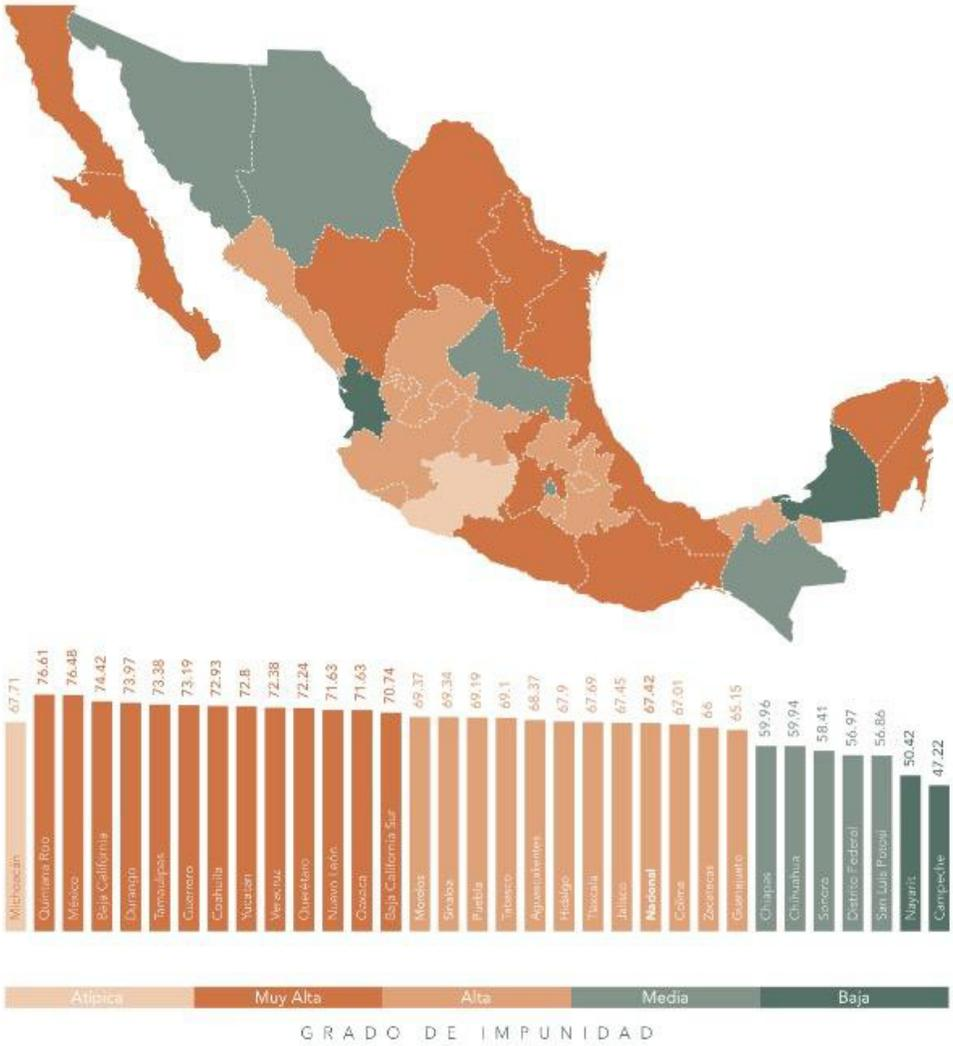 67.71
76.61
76.48
74.42
73.97
73.38
73.19
72.93
72.8
72.38
72.24
71.63
71.63
70.74
69.37
69.34
69.19
69.1
68.37
67.9
67.69
67.45
67.42
67.01
66
65.15
59.96
59.94
58.41
56.97
56.86
50.42
47.22
Michoacán
Quintana Roo
México
Baja California
Durango
Tamaulipas
Guerrero
Coahuila
Yucatán
Veracruz
Querétaro
Nuevo León
Oaxaca
Baja California Sur
Morelos
Sinaloa
Puebla
Tabasco
Aguascalientes
Hidalgo
Tlaxcala
Jalisco
Nacional
Colima
Zacatecas
Guanajuato
Chiapas
Chihuahua
Sonora
Distrito Federal
San Luis Potosí
Nayarit
Campeche
Atípica Muy Alta Alta Media Baja
GRADO DE IMPUNIDAD